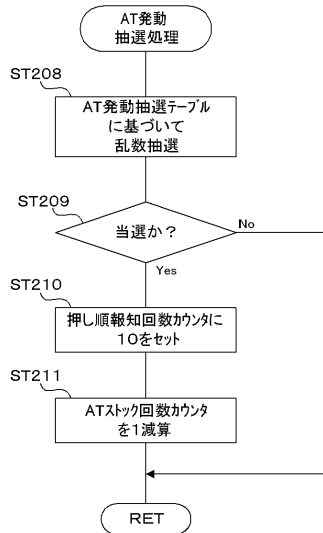 AT発動
抽選処理
ST208
AT発動抽選テーブル
に基づいて
乱数抽選
ST209
当選か？
No
Yes
ST210
押し順報知回数カウンタに
10をセット
ST211
ATストック回数カウンタ
を1減算
RET